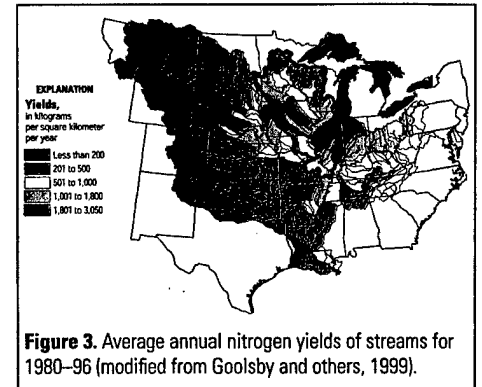 EXPLANATION
Yields,
in kilograms
per square kilometer
per year
Less than 200
201 to 500
501 to 1,000
1,001 to 1,800
1,801 to 3,050
Figure 3. Average annual nitrogen yields of streams for
1980–96 (modified from Goolsby and others, 1999).